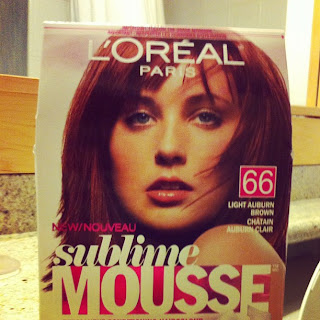 L'ORÉAL
PARIS
66
LIGHT AUBURN
BROWN
CHÂTAIN
AUBURN CLAIR
NEW/NOUVEAU
sublime
MOUSSE